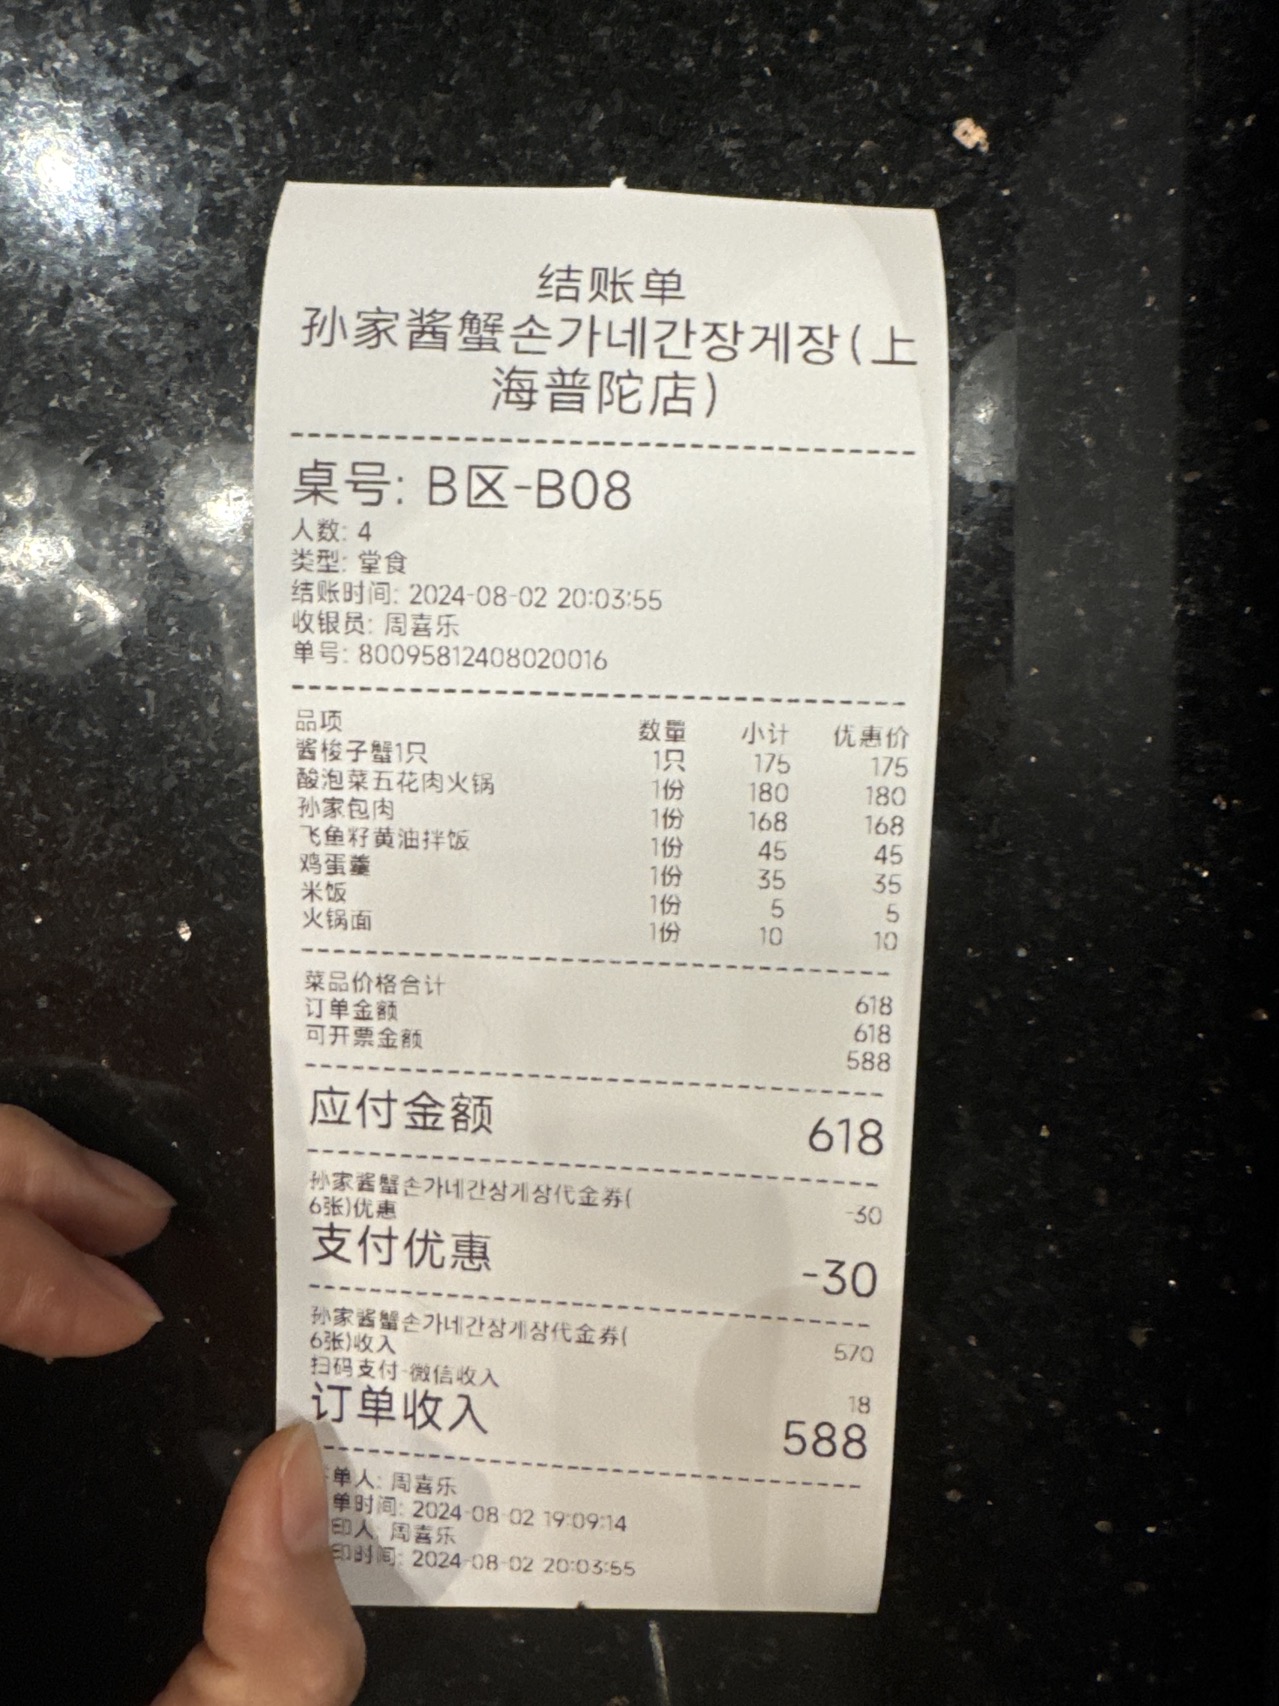 结账单
孙家酱蟹손가네간장게장(上
海普陀店)
桌号: B区-B08
人数: 4
类型: 堂食
结账时间: 2024-08-02 20:03:55
收银员: 周喜乐
单号: 80095812408020016
品项 数量 小计 优惠价
酱梭子蟹1只 1只 175 175
酸泡菜五花肉火锅 1份 180 180
孙家包肉 1份 168 168
飞鱼籽黄油拌饭 1份 45 45
鸡蛋羹 1份 35 35
米饭 1份 5 5
火锅面 1份 10 10
菜品价格合计 618
订单金额 618
可开票金额 588
应付金额 618
孙家酱蟹손가네간장게장代金券(
6张)优惠 -30
支付优惠 -30
孙家酱蟹손가네간장게장代金券(
6张)收入 570
扫码支付-微信收入 18
订单收入 588
单人: 周喜乐
单时间: 2024-08-02 19:09:14
印人: 周喜乐
印时间: 2024-08-02 20:03:55